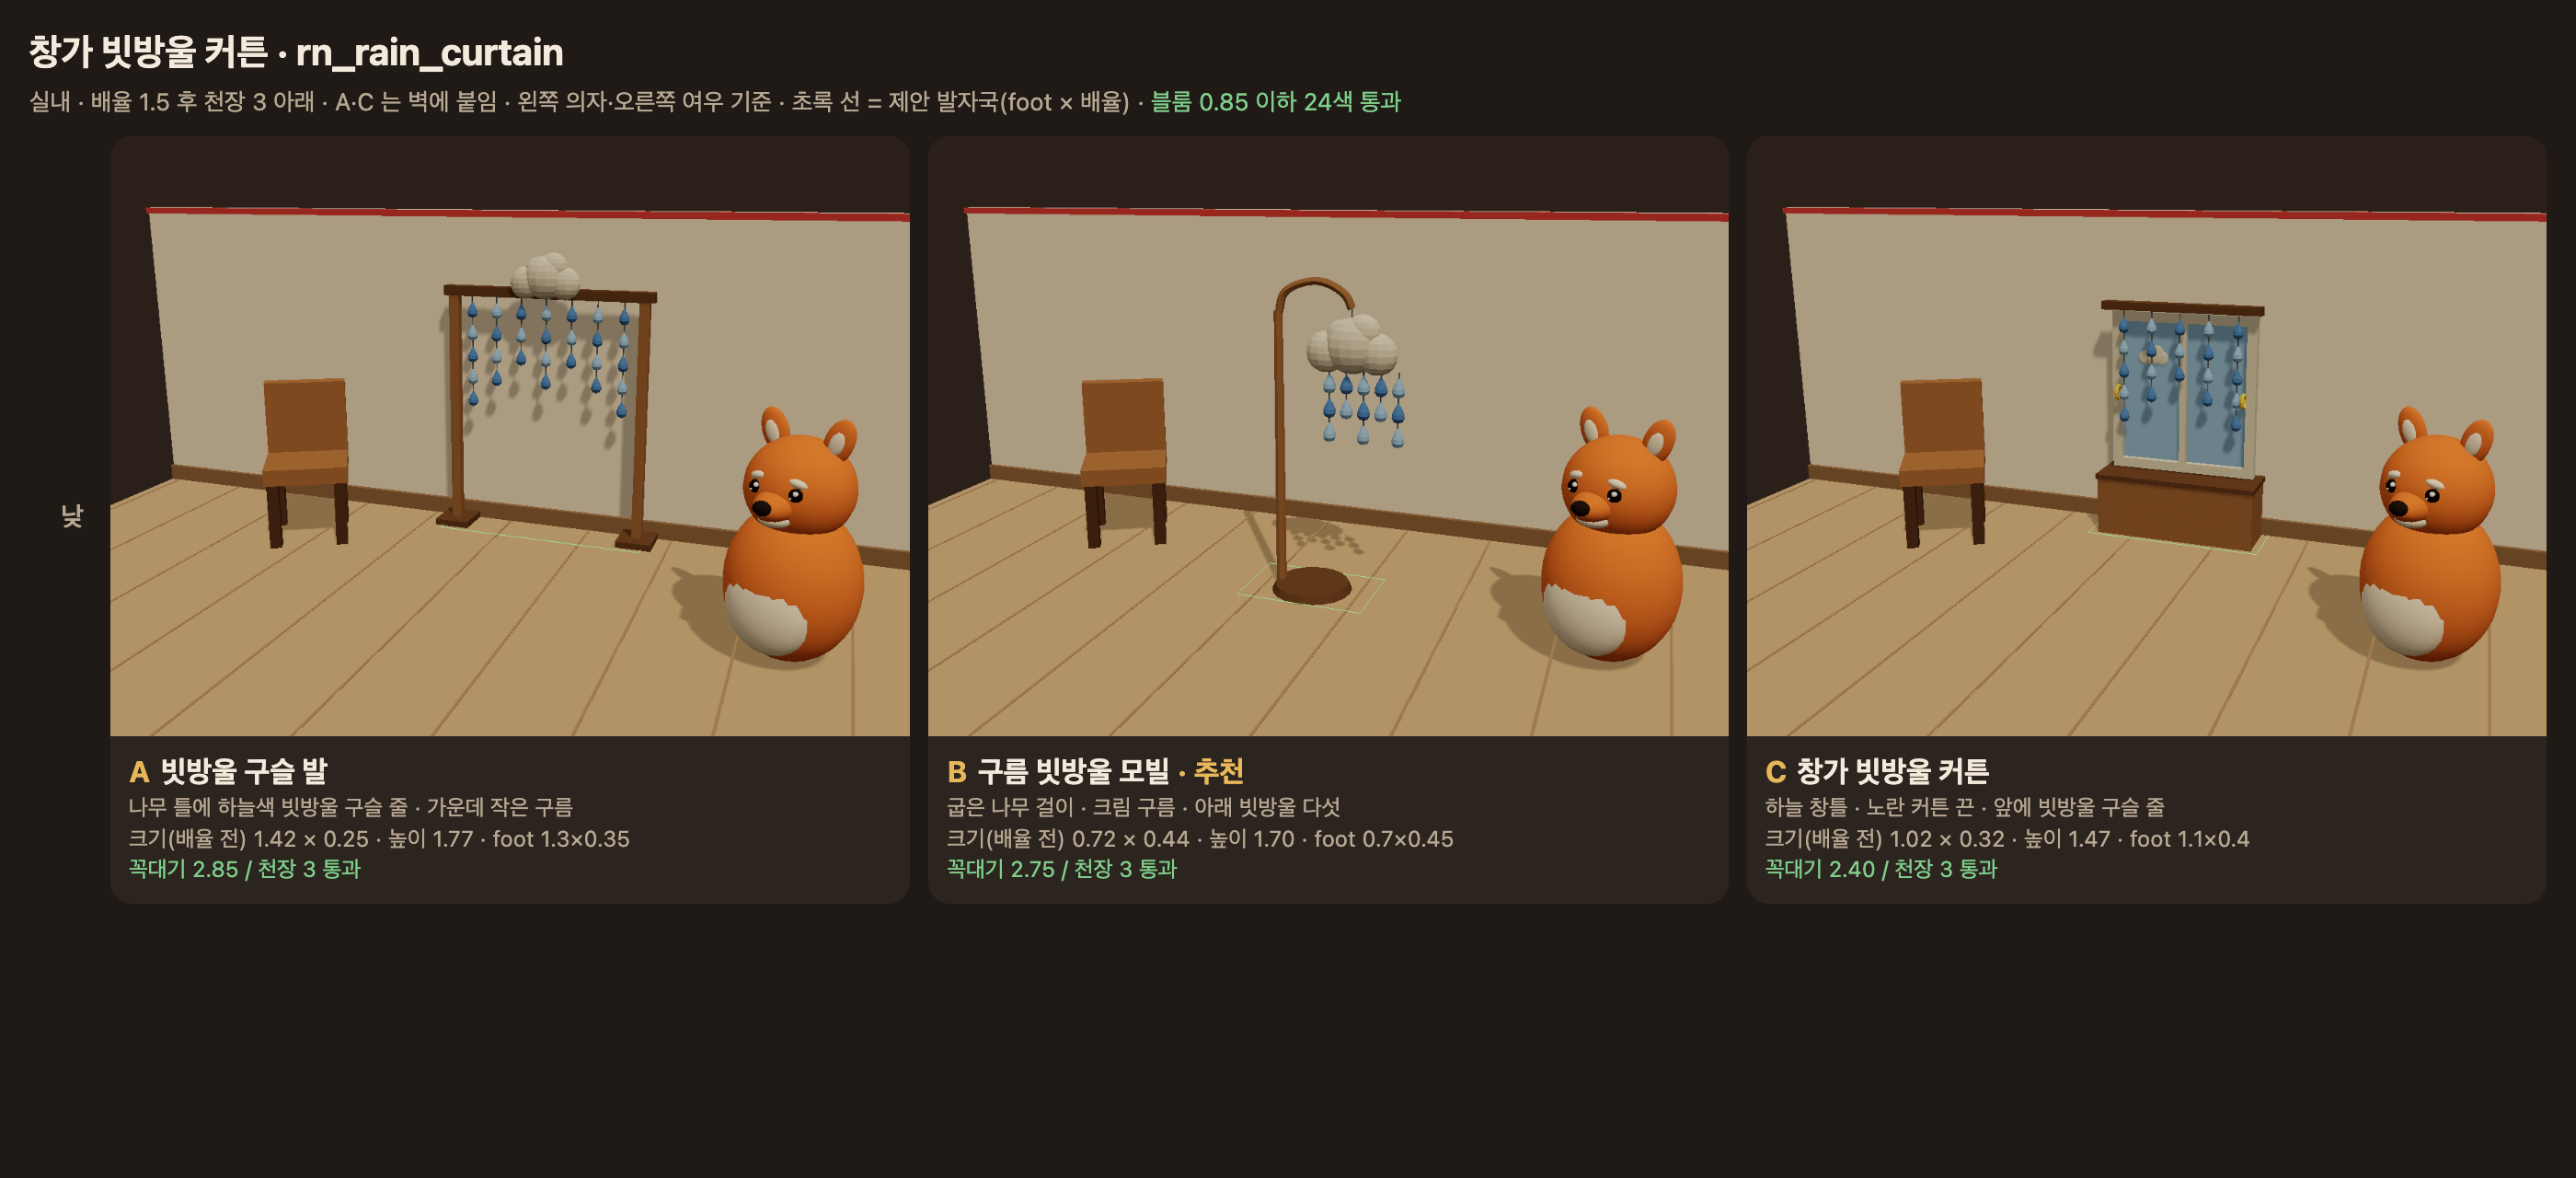 창가 빗방울 커튼 · rn_rain_curtain
실내 · 배율 1.5 후 천장 3 아래 · A·C 는 벽에 붙임 · 왼쪽 의자·오른쪽 여우 기준 · 초록 선 = 제안 발자국(foot × 배율) · 블룸 0.85 이하 24색 통과
낮
A 빗방울 구슬 발
나무 틀에 하늘색 빗방울 구슬 줄 · 가운데 작은 구름
크기(배율 전) 1.42 × 0.25 · 높이 1.77 · foot 1.3×0.35
꼭대기 2.85 / 천장 3 통과
B 구름 빗방울 모빌 · 추천
굽은 나무 걸이 · 크림 구름 · 아래 빗방울 다섯
크기(배율 전) 0.72 × 0.44 · 높이 1.70 · foot 0.7×0.45
꼭대기 2.75 / 천장 3 통과
C 창가 빗방울 커튼
하늘 창틀 · 노란 커튼 끈 · 앞에 빗방울 구슬 줄
크기(배율 전) 1.02 × 0.32 · 높이 1.47 · foot 1.1×0.4
꼭대기 2.40 / 천장 3 통과